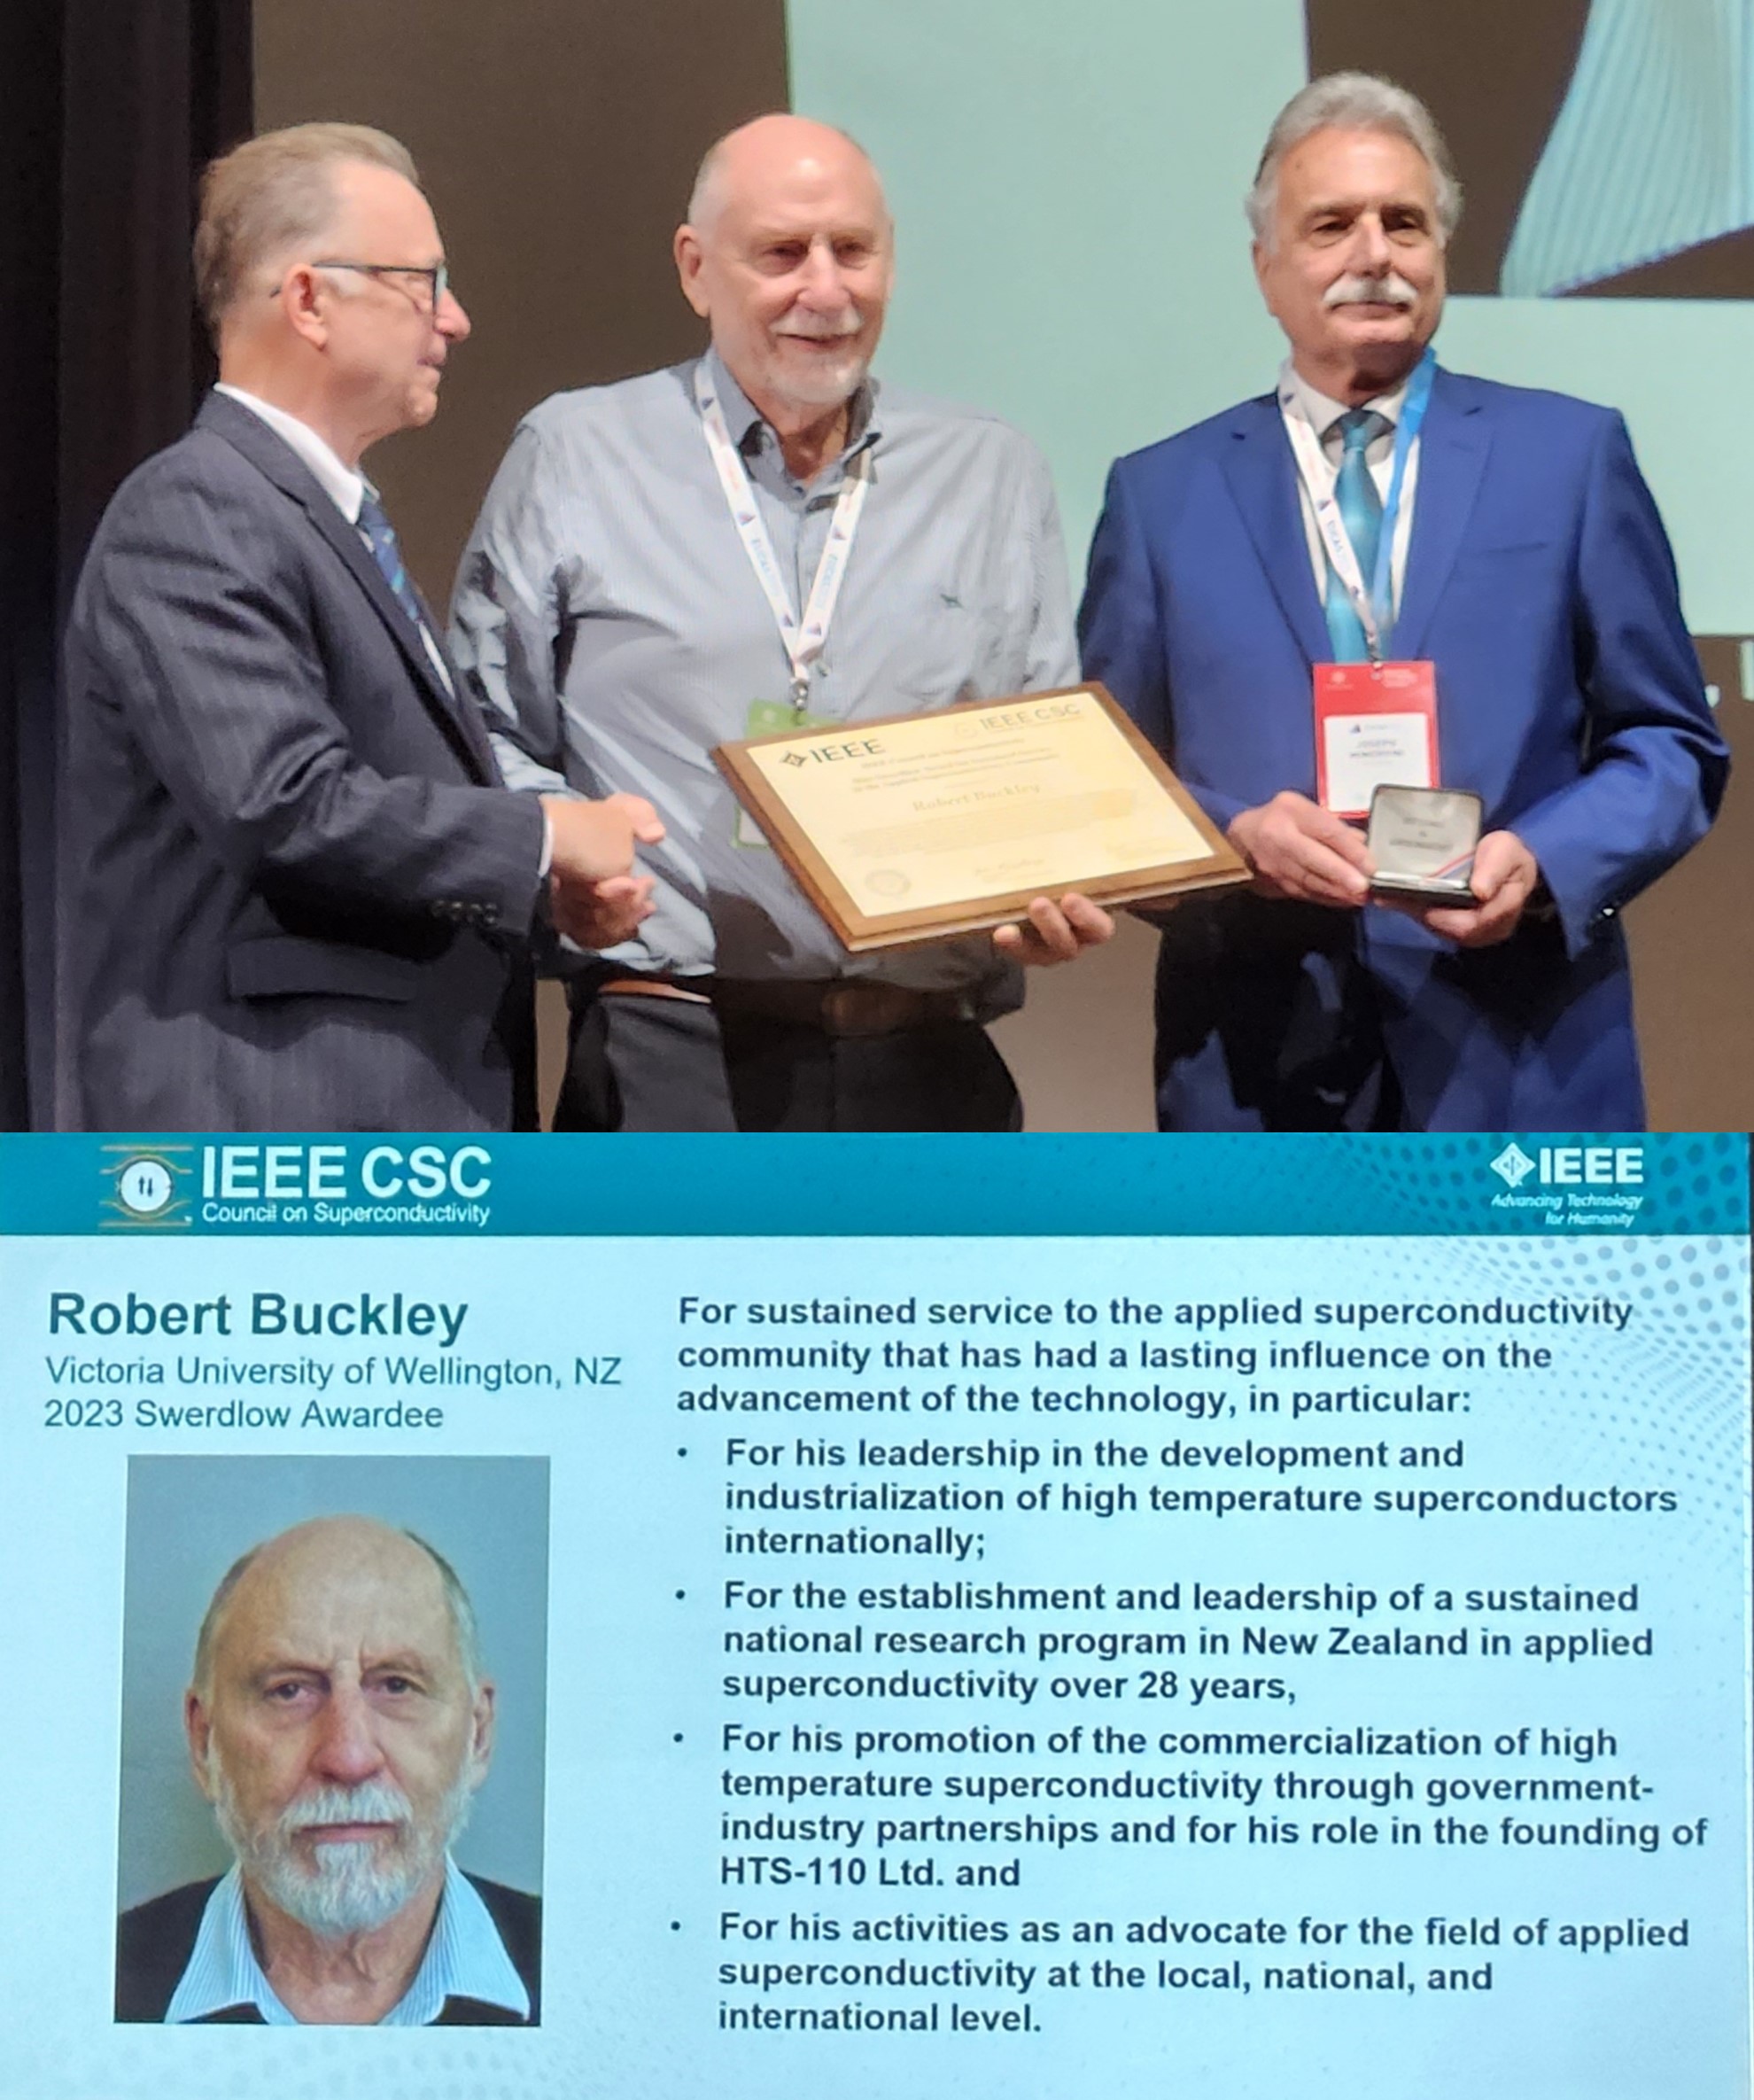 IEEE
IEEE CSC
Robert Buckley
JOSEPH
IEEE CSC
Council on Superconductivity
IEEE
Advancing Technology
for Humanity
Robert Buckley
Victoria University of Wellington, NZ
2023 Swerdlow Awardee
For sustained service to the applied superconductivity
community that has had a lasting influence on the
advancement of the technology, in particular:
• For his leadership in the development and
industrialization of high temperature superconductors
internationally;
• For the establishment and leadership of a sustained
national research program in New Zealand in applied
superconductivity over 28 years,
• For his promotion of the commercialization of high
temperature superconductivity through government-
industry partnerships and for his role in the founding of
HTS-110 Ltd. and
• For his activities as an advocate for the field of applied
superconductivity at the local, national, and
international level.